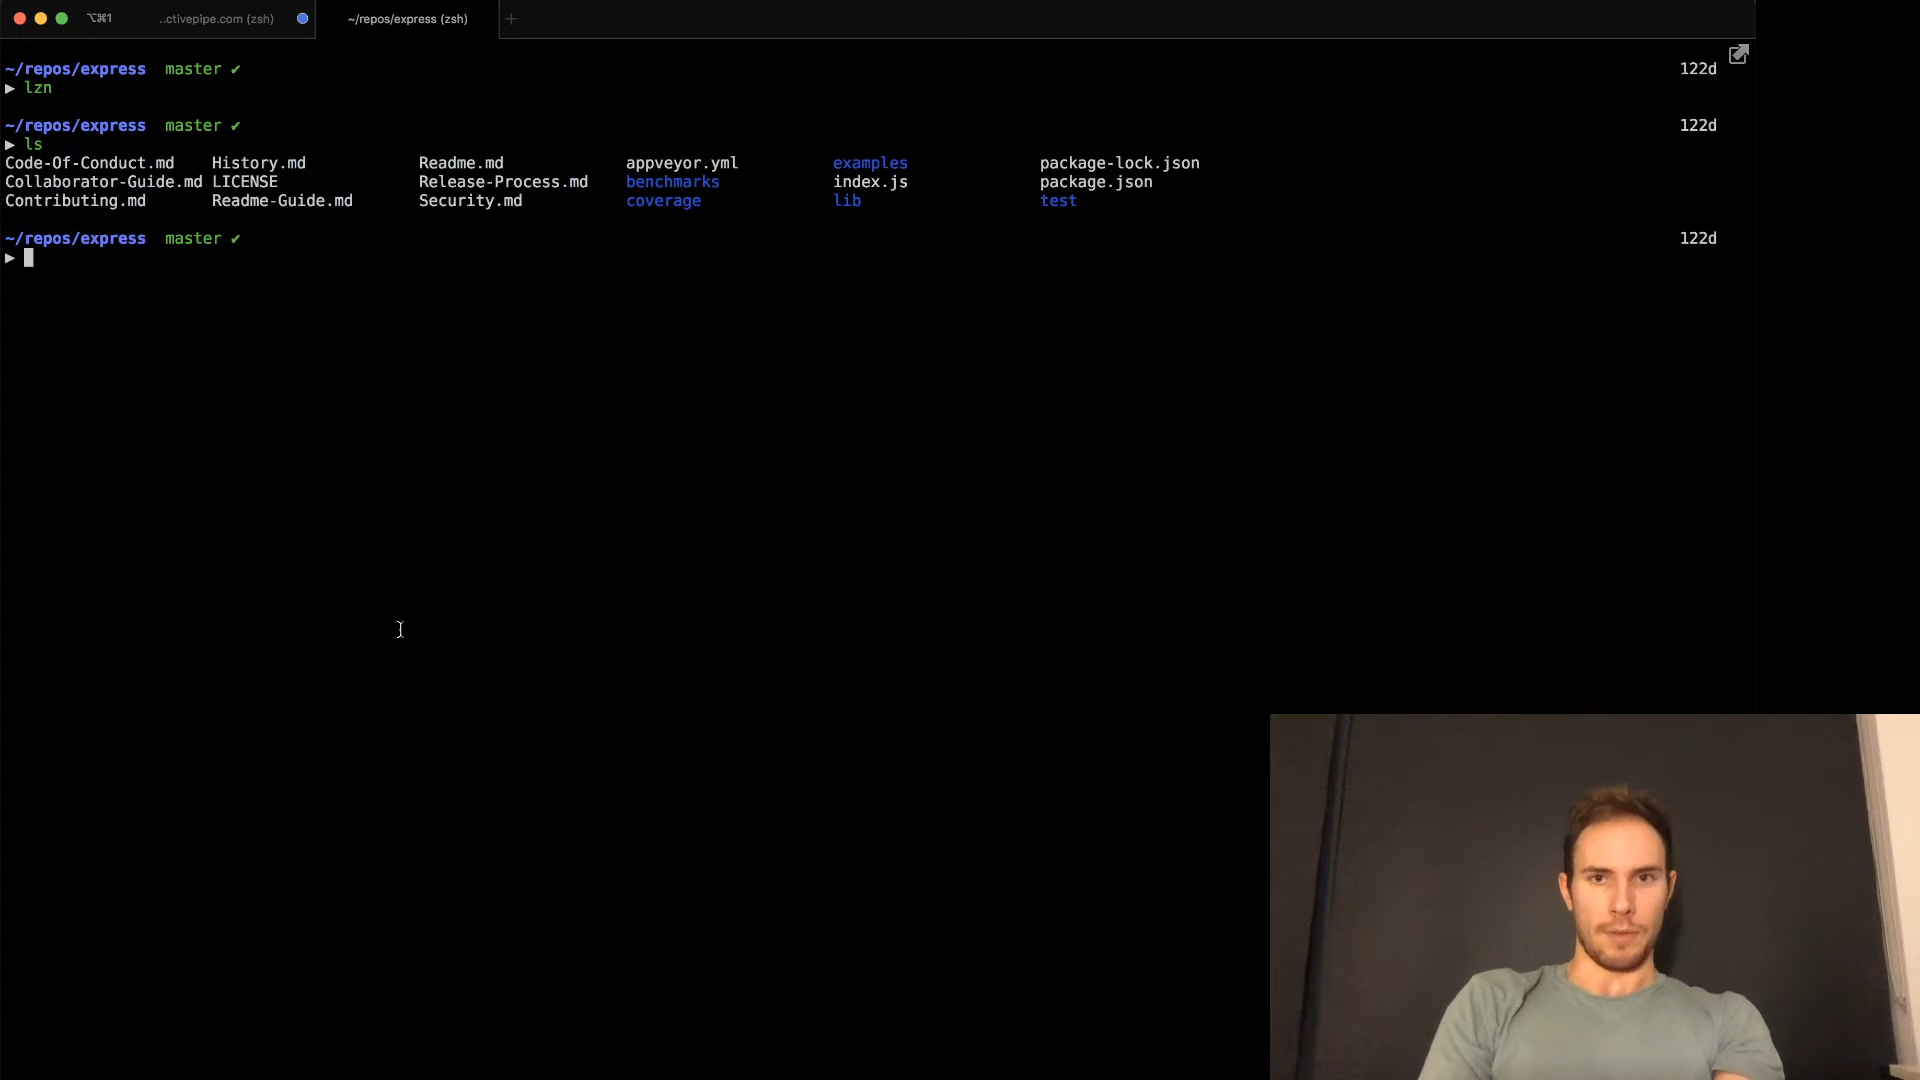 ⌥⌘1 ..ctivepipe.com (zsh) ~/repos/express (zsh) +
~/repos/express master ✔ 122d
▶ lzn
~/repos/express master ✔ 122d
▶ ls
Code-Of-Conduct.md History.md Readme.md appveyor.yml examples package-lock.json
Collaborator-Guide.md LICENSE Release-Process.md benchmarks index.js package.json
Contributing.md Readme-Guide.md Security.md coverage lib test
~/repos/express master ✔ 122d
▶